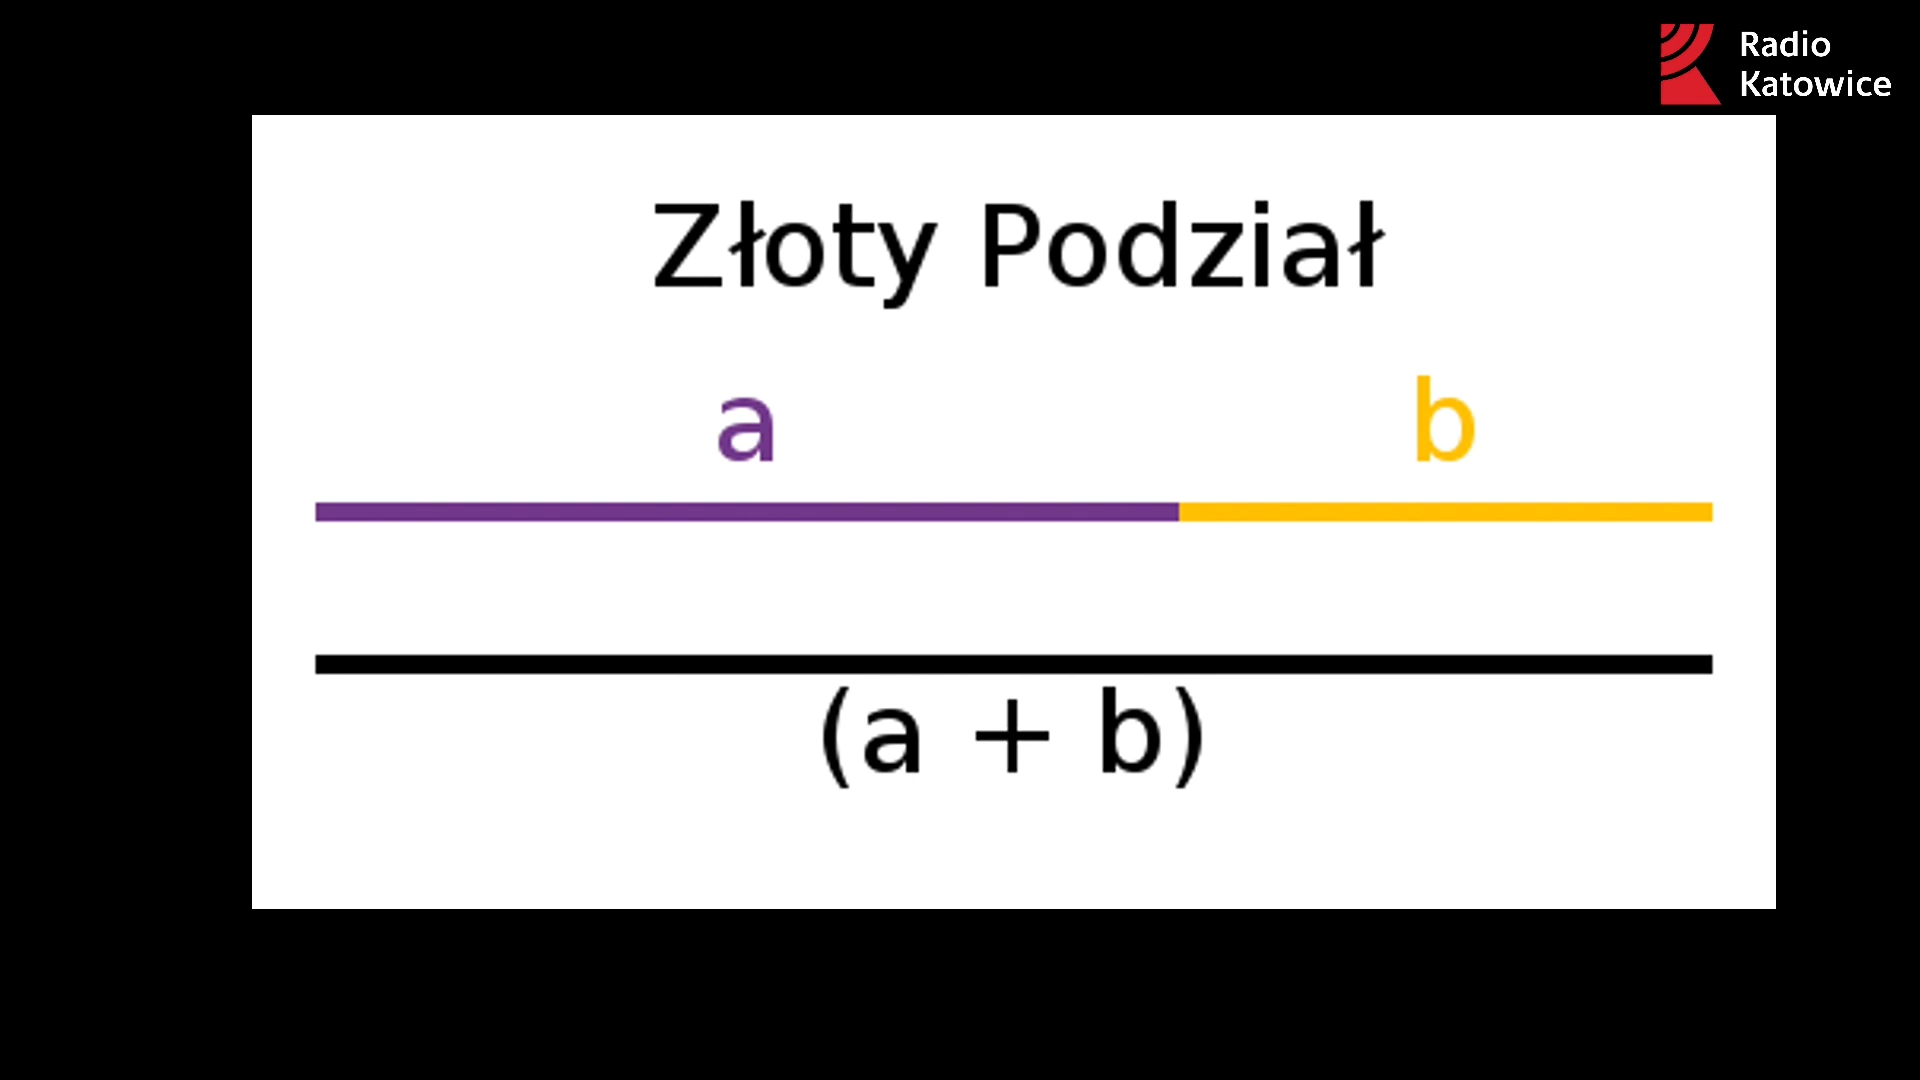 Radio
Katowice
Złoty Podział
a b
(a + b)